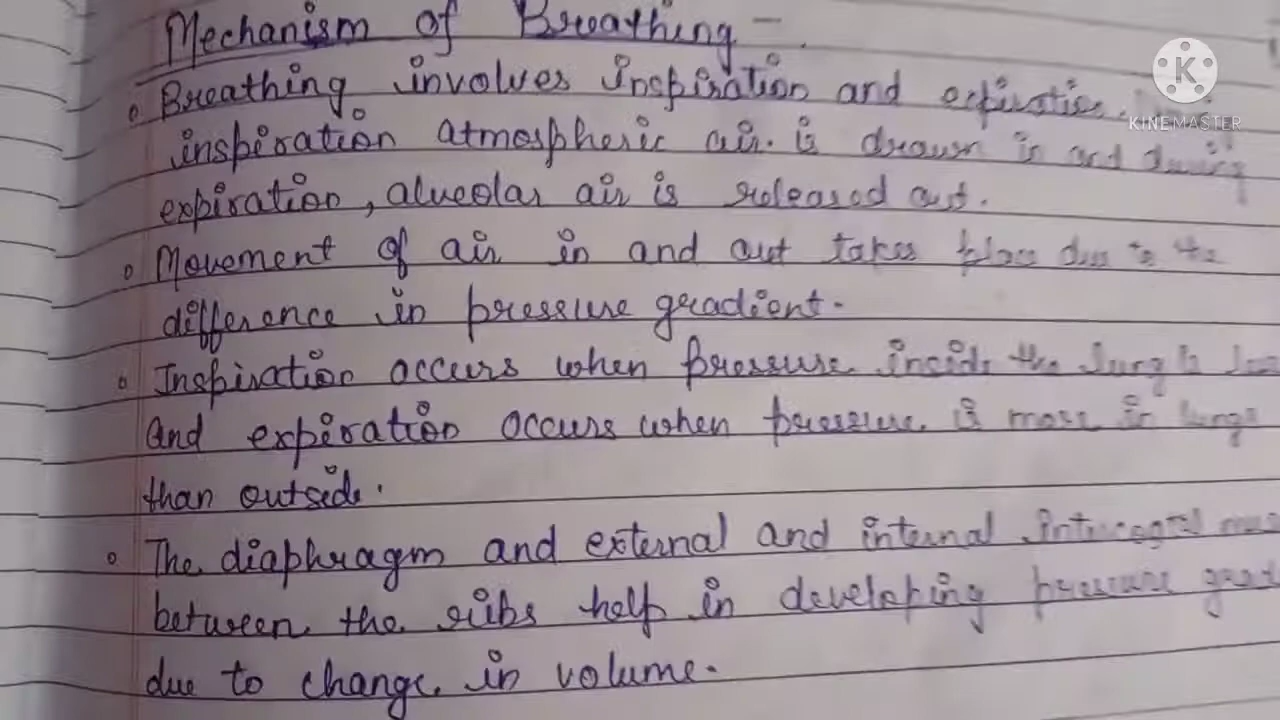 Mechanism of Breathing -
Breathing involves inspiration and expiration.
inspiration atmospheric air is drawn in and during
expiration, alveolar air is released out.
Movement of air in and out takes place due to the
difference in pressure gradient.
Inspiration occurs when pressure inside the lung is
and expiration occurs when pressure is more in lungs
than outside.
The diaphragm and external and internal intercostal
between the ribs help in developing pressure
due to change in volume.
K
KINEMASTER